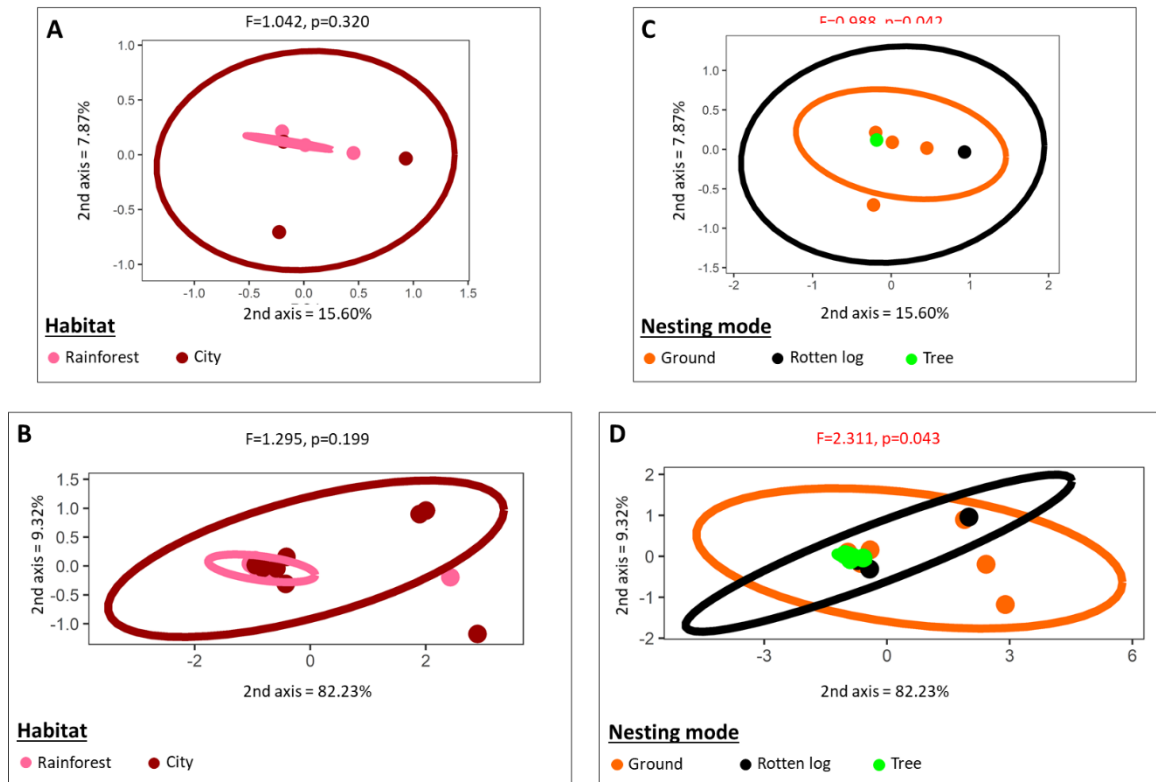 A
F=1.042, p=0.320
1.0
0.5
0.0
-0.5
-1.0
2nd axis = 7.87%
-1.0
-0.5
0.0
0.5
1.0
1.5
2nd axis = 15.60%
Habitat
Rainforest
City
C
F=0.988, p=0.042
1.0
0.5
0.0
-0.5
-1.0
-1.5
2nd axis = 7.87%
-2
-1
0
1
2
2nd axis = 15.60%
Nesting mode
Ground
Rotten log
Tree
B
F=1.295, p=0.199
1.5
1.0
0.5
0.0
-0.5
-1.0
2nd axis = 9.32%
-2
0
2
2nd axis = 82.23%
Habitat
Rainforest
City
D
F=2.311, p=0.043
2
1
0
-1
-2
2nd axis = 9.32%
-3
0
3
6
2nd axis = 82.23%
Nesting mode
Ground
Rotten log
Tree